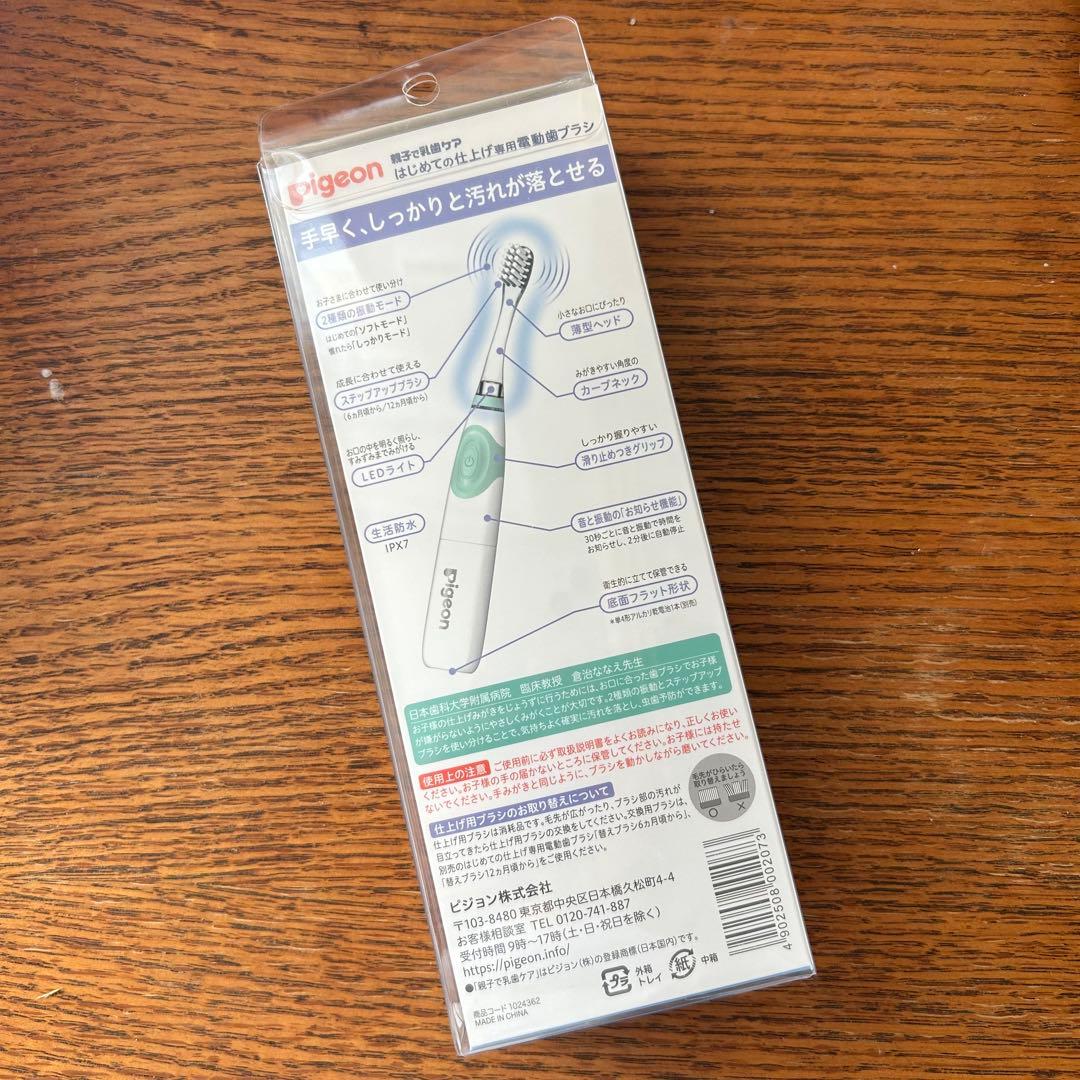 Pigeon
親子で乳歯ケア
はじめての仕上げ専用電動歯ブラシ
手早く、しっかりと汚れが落とせる
お子さまに合わせて使い分け
2種類の振動モード
はじめての「ソフトモード」
慣れたら「しっかりモード」
成長に合わせて使える
ステップアップブラシ
(6ヵ月頃から/12ヵ月頃から)
お口の中を明るく照らし、
すみずみまでみがける
LEDライト
生活防水
IPX7
小さなお口にぴったり
薄型ヘッド
みがきやすい角度の
カーブネック
しっかり握りやすい
滑り止めつきグリップ
音と振動の「お知らせ機能」
30秒ごとに音と振動で時間を
お知らせし、2分後に自動停止
衛生的に立てて保管できる
底面フラット形状
*単4形アルカリ乾電池1本(別売)
Pigeon
日本歯科大学附属病院 臨床教授 倉治ななえ先生
お子様の仕上げみがきをじょうずに行うためには、お口に合った歯ブラシでお子様
が嫌がらないようにやさしくみがくことが大切です。2種類の振動とステップアップ
ブラシを使い分けることで、気持ちよく確実に汚れを落とし、虫歯予防ができます。
使用上の注意 ご使用前に必ず取扱説明書をよくお読みになり、正しくお使い
ください。お子様の手の届かないところに保管してください。お子様には持たせ
ないでください。手みがきと同じように、ブラシを動かしながら磨いてください。
仕上げ用ブラシのお取り替えについて
仕上げ用ブラシは消耗品です。毛先が広がったり、ブラシ部の汚れが
目立ってきたら仕上げ用ブラシの交換をしてください。交換用ブラシは、
別売のはじめての仕上げ専用電動歯ブラシ「替えブラシ6ヵ月頃から」、
「替えブラシ12ヵ月頃から」をご使用ください。
毛先がひらいたら
取り替えましょう
○ ×
ピジョン株式会社
〒103-8480 東京都中央区日本橋久松町4-4
お客様相談室 TEL 0120-741-887
受付時間 9時～17時(土・日・祝日を除く)
https://pigeon.info/
●「親子で乳歯ケア」はピジョン(株)の登録商標(日本国内)です。
商品コード 1024362
MADE IN CHINA
プラ 外箱
トレイ
紙 中箱
4 902508 002073